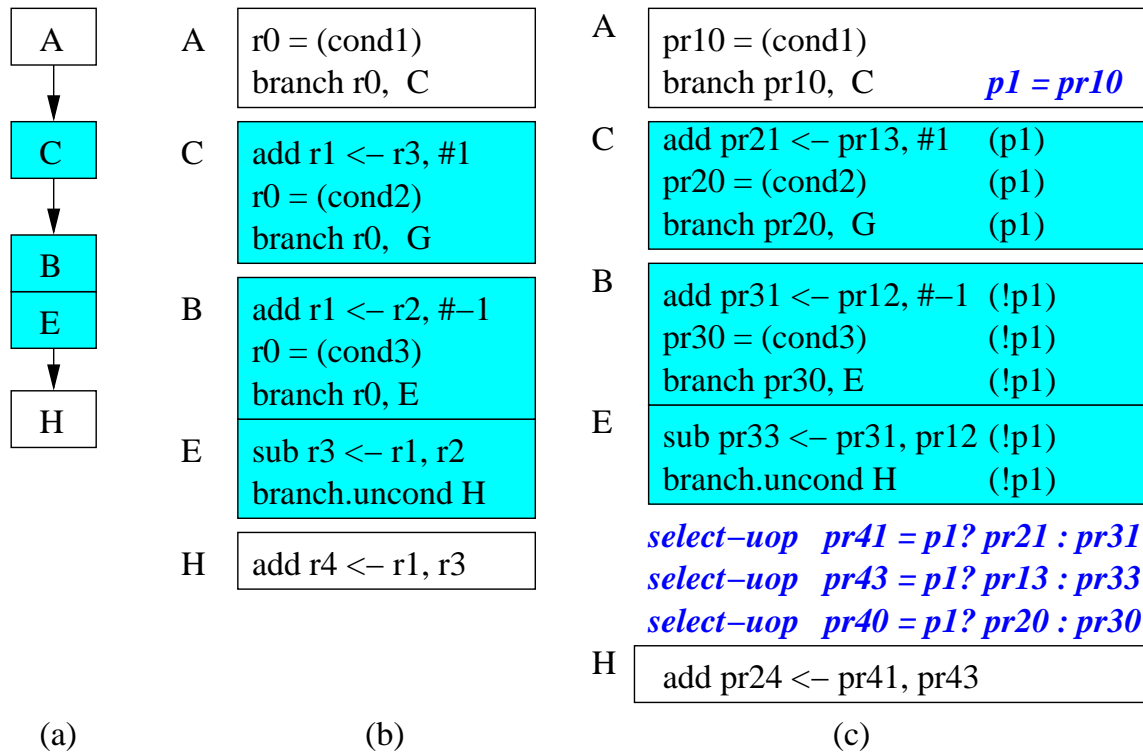 A
C
B
E
H
(a)
A
r0 = (cond1)
branch r0, C
C
add r1 <− r3, #1
r0 = (cond2)
branch r0, G
B
add r1 <− r2, #−1
r0 = (cond3)
branch r0, E
E
sub r3 <− r1, r2
branch.uncond H
H
add r4 <− r1, r3
(b)
A
pr10 = (cond1)
branch pr10, C p1 = pr10
C
add pr21 <− pr13, #1 (p1)
pr20 = (cond2) (p1)
branch pr20, G (p1)
B
add pr31 <− pr12, #−1 (!p1)
pr30 = (cond3) (!p1)
branch pr30, E (!p1)
E
sub pr33 <− pr31, pr12 (!p1)
branch.uncond H (!p1)
select−uop pr41 = p1? pr21 : pr31
select−uop pr43 = p1? pr13 : pr33
select−uop pr40 = p1? pr20 : pr30
H
add pr24 <− pr41, pr43
(c)